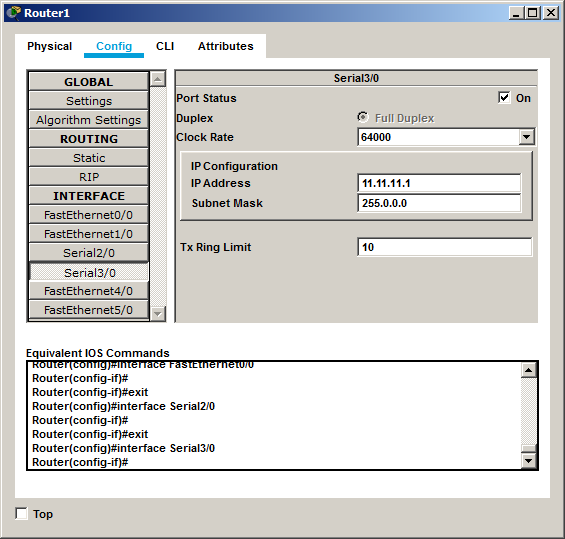 Router1
Physical Config CLI Attributes
GLOBAL
Settings
Algorithm Settings
ROUTING
Static
RIP
INTERFACE
FastEthernet0/0
FastEthernet1/0
Serial2/0
Serial3/0
FastEthernet4/0
FastEthernet5/0
Serial3/0
Port Status On
Duplex Full Duplex
Clock Rate 64000
IP Configuration
IP Address 11.11.11.1
Subnet Mask 255.0.0.0
Tx Ring Limit 10
Equivalent IOS Commands
Router(config)#interface FastEthernet0/0
Router(config-if)#
Router(config-if)#exit
Router(config)#interface Serial2/0
Router(config-if)#
Router(config-if)#exit
Router(config)#interface Serial3/0
Router(config-if)#
Top